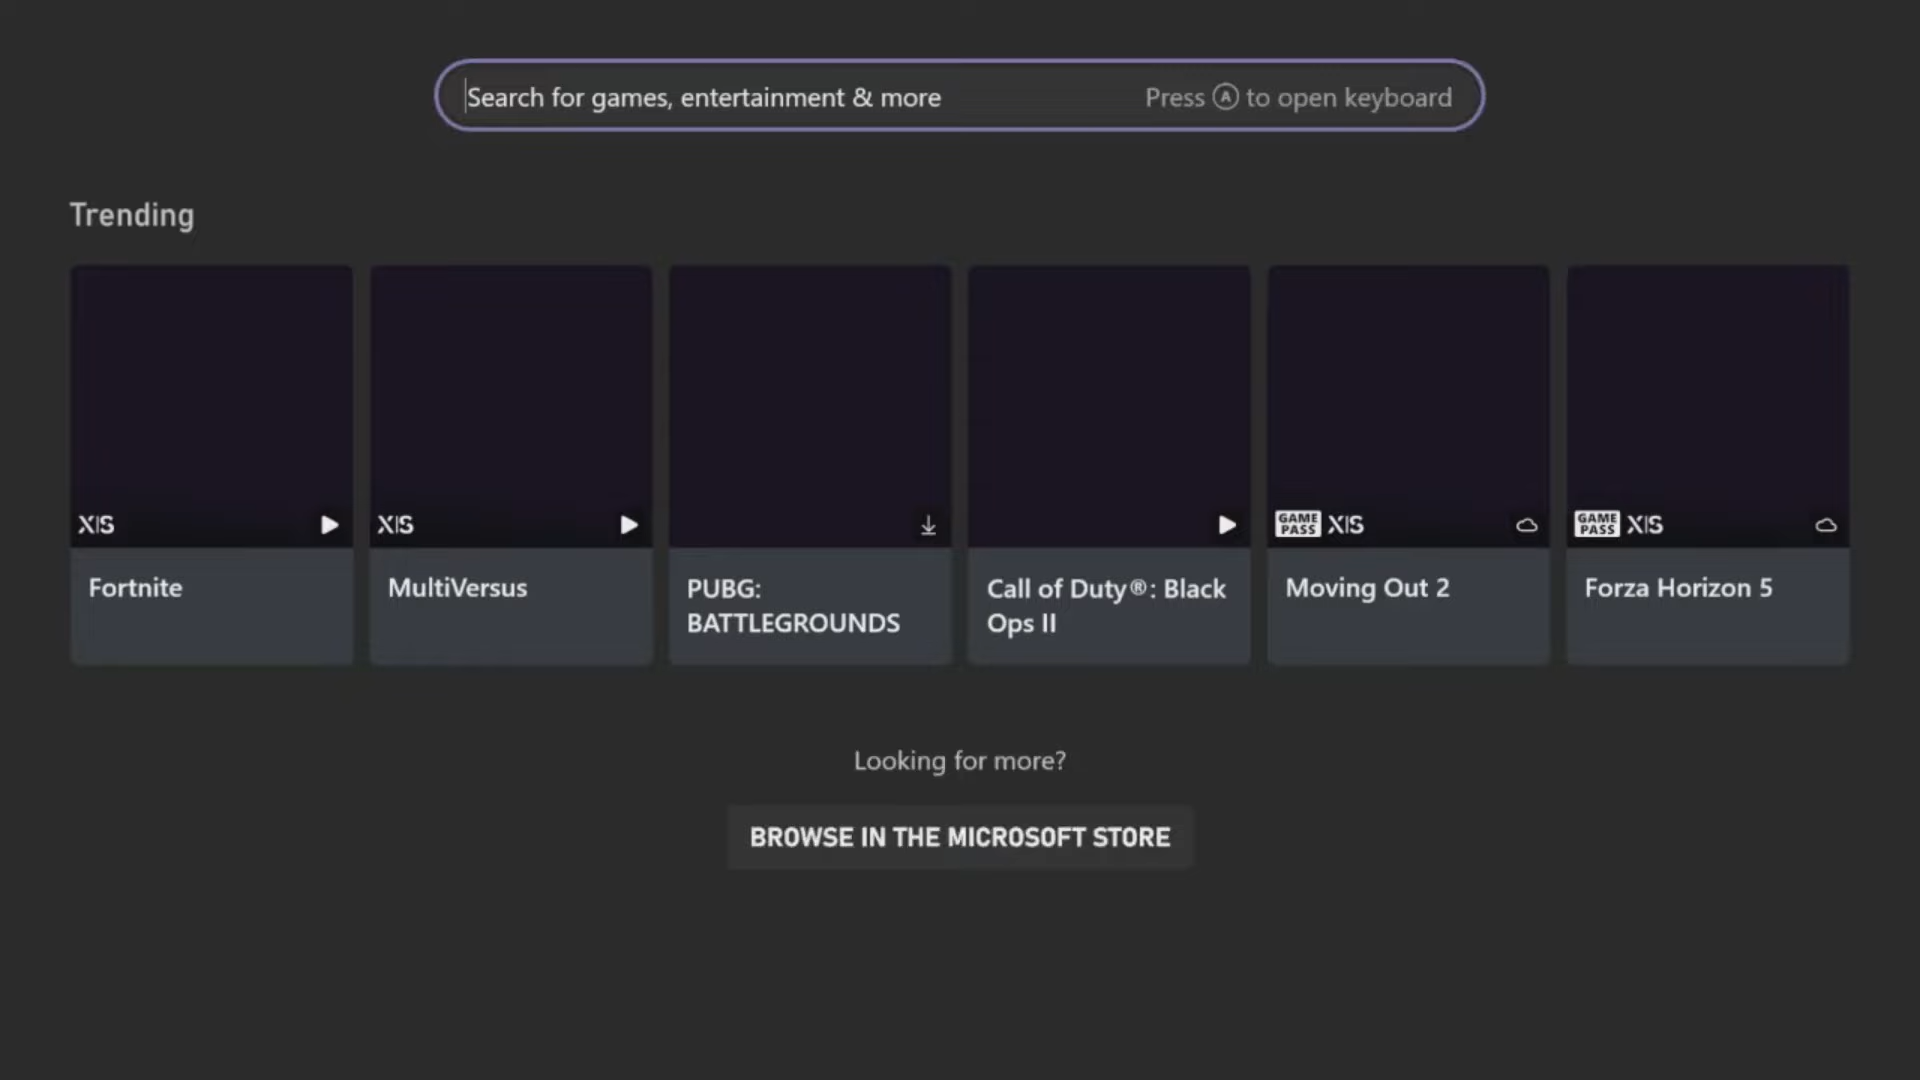 Search for games, entertainment & more
Press Ⓐ to open keyboard
Trending
X|S
X|S
GAME
PASS
X|S
GAME
PASS
X|S
Fortnite
MultiVersus
PUBG:
BATTLEGROUNDS
Call of Duty®: Black
Ops II
Moving Out 2
Forza Horizon 5
Looking for more?
BROWSE IN THE MICROSOFT STORE